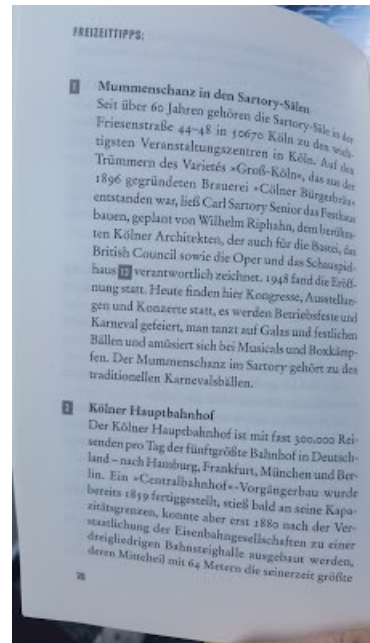 FREIZEITTIPPS:
1 Mummenschanz in den Sartory-Sälen
Seit über 60 Jahren gehören die Sartory-Säle in der
Friesenstraße 44–48 in 50670 Köln zu den wich-
tigsten Veranstaltungszentren in Köln. Auf den
Trümmern des Varietés »Groß-Köln«, das aus der
1896 gegründeten Brauerei »Cölner Bürgerbräu«
entstanden war, ließ Carl Sartory Senior das Festhaus
bauen, geplant von Wilhelm Riphahn, dem berühm-
ten Kölner Architekten, der auch für die Bastei, das
British Council sowie die Oper und das Schauspiel-
haus 12 verantwortlich zeichnet. 1948 fand die Eröff-
nung statt. Heute finden hier Kongresse, Ausstellun-
gen und Konzerte statt, es werden Betriebsfeste und
Karneval gefeiert, man tanzt auf Galas und festlichen
Bällen und amüsiert sich bei Musicals und Boxkämp-
fen. Der Mummenschanz im Sartory gehört zu den
traditionellen Karnevalsbällen.
2 Kölner Hauptbahnhof
Der Kölner Hauptbahnhof ist mit fast 300.000 Rei-
senden pro Tag der fünftgrößte Bahnhof in Deutsch-
land – nach Hamburg, Frankfurt, München und Ber-
lin. Ein »Centralbahnhof«-Vorgängerbau wurde
bereits 1859 fertiggestellt, stieß bald an seine Kapa-
zitätsgrenzen, konnte aber erst 1880 nach der Ver-
staatlichung der Eisenbahngesellschaften zu einer
dreigliedrigen Bahnsteighalle ausgebaut werden,
deren Mittelteil mit 64 Metern die seinerzeit größte